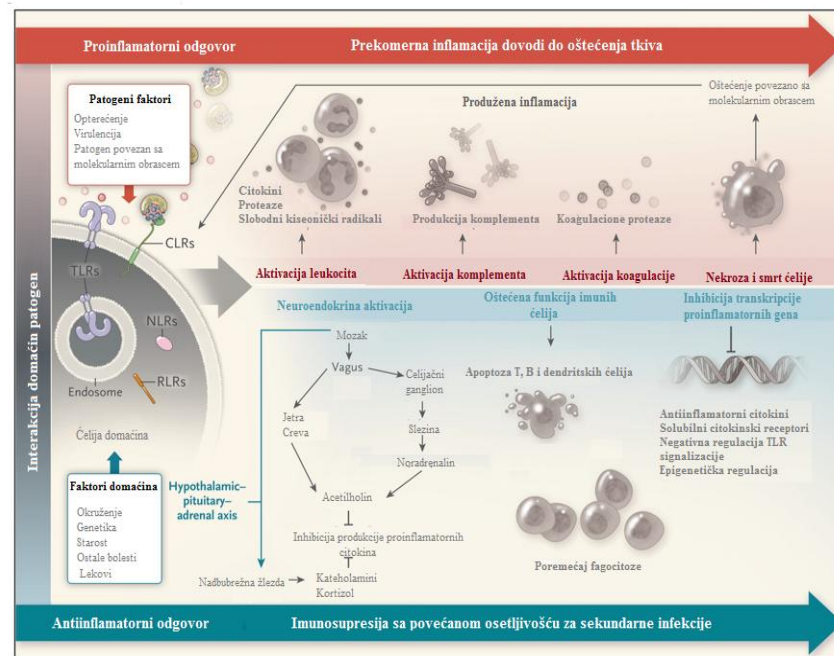 Proinflamatorni odgovor
Prekomerna inflamacija dovodi do oštećenja tkiva
Interakcija domaćin patogen
Patogeni faktori
Opterećenje
Virulencija
Patogen povezan sa
molekularnim obrascem
TLRs
CLRs
NLRs
RLRs
Endosome
Ćelija domaćina
Faktori domaćina
Okruženje
Genetika
Starost
Ostale bolesti
Lekovi
Produžena inflamacija
Oštećenje povezano sa
molekularnim obrascem
Citokini
Proteaze
Slobodni kiseonički radikali
Produkcija komplementa
Koagulacione proteaze
Aktivacija leukocita
Aktivacija komplementa
Aktivacija koagulacije
Nekroza i smrt ćelije
Neuroendokrina aktivacija
Oštećena funkcija imunih
ćelija
Inhibicija transkripcije
proinflamatornih gena
Mozak
Vagus
Celijačni
ganglion
Jetra
Creva
Slezina
Noradrenalin
Acetilholin
Hypothalamic–
pituitary–
adrenal axis
Inhibicija produkcije proinflamatornih
citokina
Nadbubrežna žlezda
Kateholamini
Kortizol
Apoptoza T, B i dendritskih ćelija
Poremećaj fagocitoze
Antiinflamatorni citokini
Solubilni citokinski receptori
Negativna regulacija TLR
signalizacije
Epigenetička regulacija
Antiinflamatorni odgovor
Imunosupresija sa povećanom osetljivošću za sekundarne infekcije